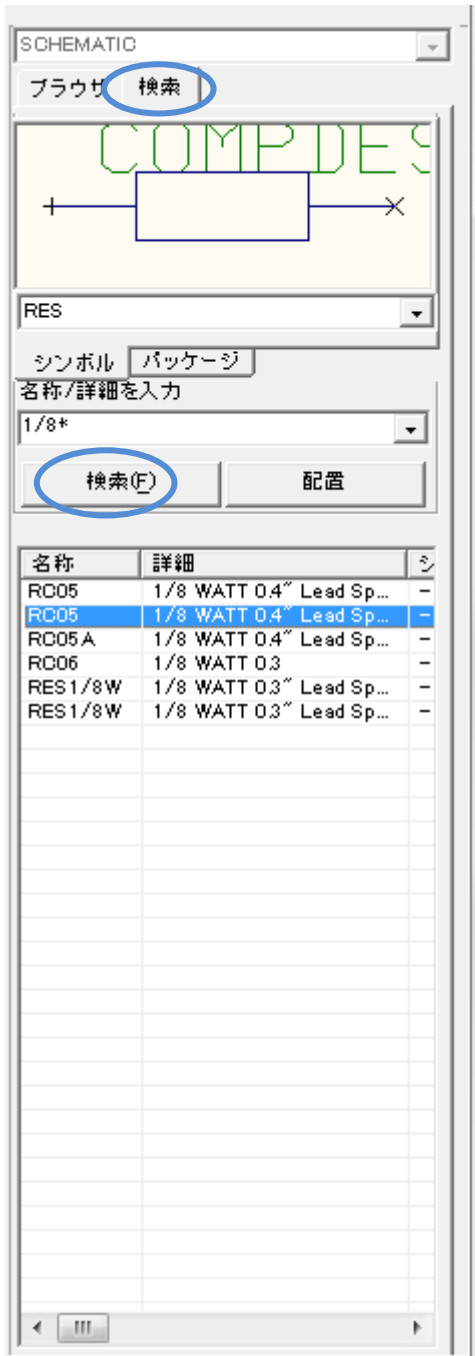 SCHEMATIC
ブラウザ 検索
COMPDES
RES
シンボル パッケージ
名称/詳細を入力
1/8*
検索(F) 配置
名称 詳細 シ
RC05 1/8 WATT 0.4" Lead Sp... -
RC05 1/8 WATT 0.4" Lead Sp... -
RC05A 1/8 WATT 0.4" Lead Sp... -
RC06 1/8 WATT 0.3 -
RES1/8W 1/8 WATT 0.3" Lead Sp... -
RES1/8W 1/8 WATT 0.3" Lead Sp... -